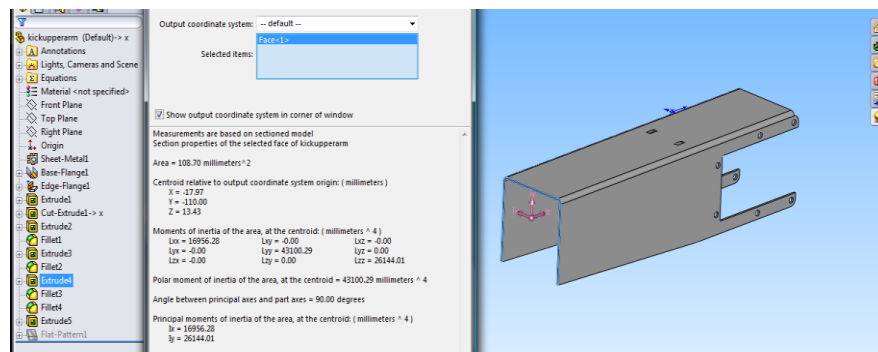 kickupperarm (Default)-> x
Annotations
Lights, Cameras and Scene
Equations
Material <not specified>
Front Plane
Top Plane
Right Plane
Origin
Sheet-Metal1
Base-Flange1
Edge-Flange1
Extrude1
Cut-Extrude1-> x
Extrude2
Fillet1
Extrude3
Fillet2
Extrude4
Fillet3
Fillet4
Extrude5
Flat-Pattern1
Output coordinate system: -- default --
Face<1>
Selected items:
Show output coordinate system in corner of window
Measurements are based on sectioned model
Section properties of the selected face of kickupperarm
Area = 108.70 millimeters^2
Centroid relative to output coordinate system origin: ( millimeters )
X = -17.97
Y = -110.00
Z = 13.43
Moments of inertia of the area, at the centroid: ( millimeters ^ 4 )
Lxx = 16956.28 Lxy = -0.00 Lxz = -0.00
Lyx = -0.00 Lyy = 43100.29 Lyz = 0.00
Lzx = -0.00 Lzy = 0.00 Lzz = 26144.01
Polar moment of inertia of the area, at the centroid = 43100.29 millimeters ^ 4
Angle between principal axes and part axes = 90.00 degrees
Principal moments of inertia of the area, at the centroid: ( millimeters ^ 4 )
Ix = 16956.28
Iy = 26144.01